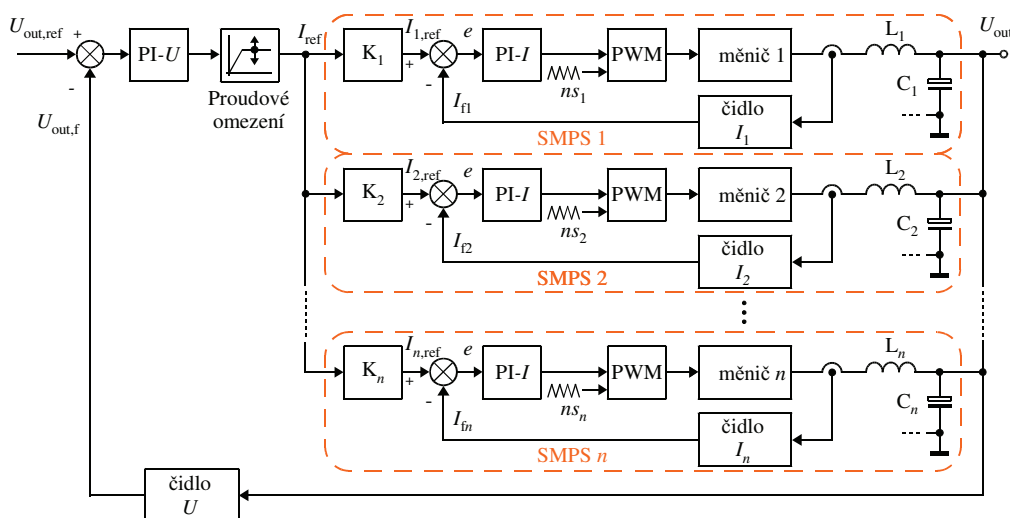 U_out,ref
+
-
U_out,f
PI-U
Proudové
omezení
I_ref
K_1
I_1,ref
+
-
e
PI-I
ns_1
PWM
měnič 1
I_f1
čidlo
I_1
L_1
C_1
U_out
SMPS 1
K_2
I_2,ref
+
-
e
PI-I
ns_2
PWM
měnič 2
I_f2
čidlo
I_2
L_2
C_2
SMPS 2
K_n
I_n,ref
+
-
e
PI-I
ns_n
PWM
měnič n
I_fn
čidlo
I_n
L_n
C_n
SMPS n
čidlo
U